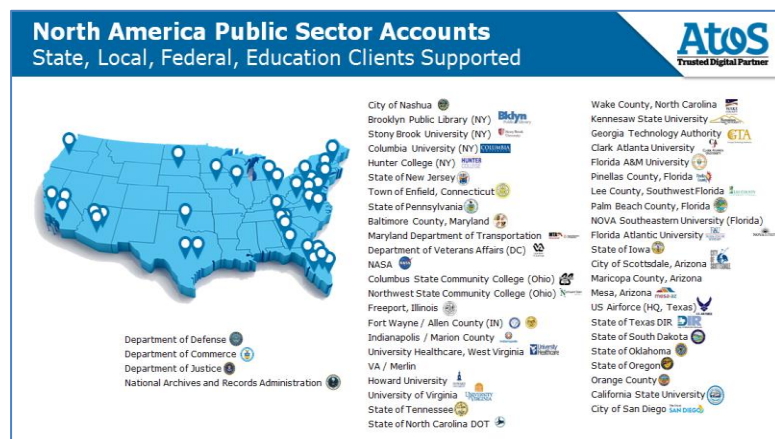 North America Public Sector Accounts
State, Local, Federal, Education Clients Supported
Atos
Trusted Digital Partner
City of Nashua
Brooklyn Public Library (NY)
Stony Brook University (NY)
Columbia University (NY)
Hunter College (NY)
State of New Jersey
Town of Enfield, Connecticut
State of Pennsylvania
Baltimore County, Maryland
Maryland Department of Transportation
Department of Veterans Affairs (DC)
NASA
Columbus State Community College (Ohio)
Northwest State Community College (Ohio)
Freeport, Illinois
Fort Wayne / Allen County (IN)
Indianapolis / Marion County
University Healthcare, West Virginia
VA / Merlin
Howard University
University of Virginia
State of Tennessee
State of North Carolina DOT
Wake County, North Carolina
Kennesaw State University
Georgia Technology Authority
Clark Atlanta University
Florida A&M University
Pinellas County, Florida
Lee County, Southwest Florida
Palm Beach County, Florida
NOVA Southeastern University (Florida)
Florida Atlantic University
State of Iowa
City of Scottsdale, Arizona
Maricopa County, Arizona
Mesa, Arizona
US Airforce (HQ, Texas)
State of Texas DIR
State of South Dakota
State of Oklahoma
State of Oregon
Orange County
California State University
City of San Diego
Department of Defense
Department of Commerce
Department of Justice
National Archives and Records Administration